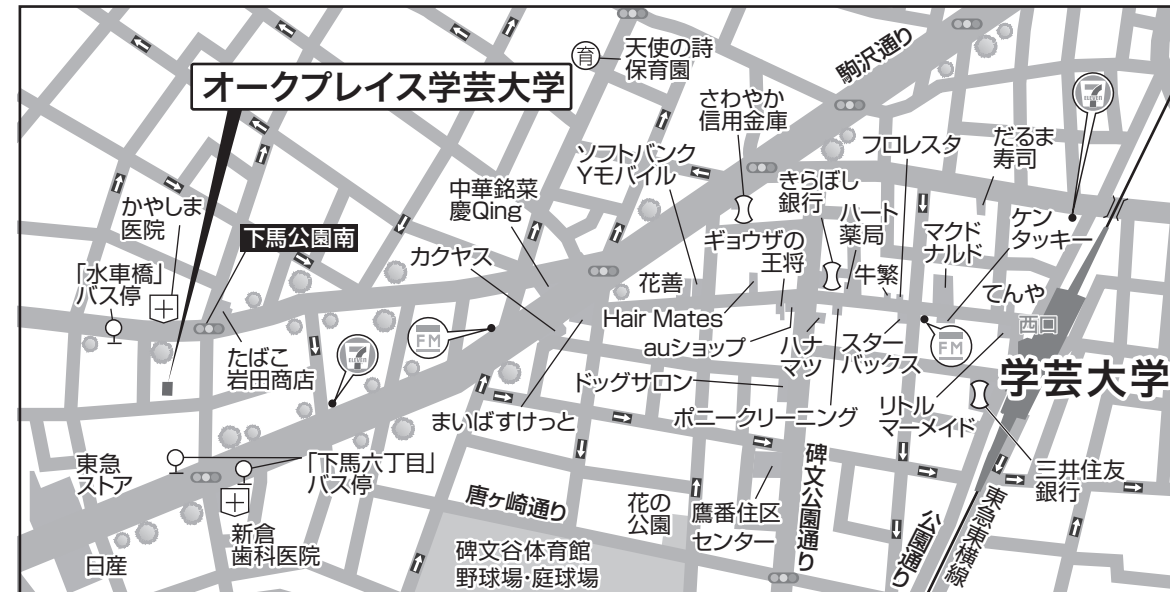 駒沢通り
育
天使の詩
保育園
オークプレイス学芸大学
さわやか
信用金庫
7
ELEVEN
フロレスタ
だるま
寿司
ソフトバンク
Yモバイル
きらぼし
銀行
中華銘菜
慶Qing
かやしま
医院
ハート
薬局
マクド
ナルド
ケン
タッキー
下馬公園南
ギョウザの
王将
カクヤス
「水車橋」
バス停
花善
牛繁
てんや
Hair Mates
西口
auショップ
FM
FM
ハナ
マツ
スター
バックス
7
ELEVEN
たばこ
岩田商店
学芸大学
ドッグサロン
ポニークリーニング
リトル
マーメイド
まいばすけっと
東急
ストア
「下馬六丁目」
バス停
碑文公園通り
三井住友
銀行
唐ヶ崎通り
花の
公園
鷹番住区
センター
公園通り
東急東横線
新倉
歯科医院
日産
碑文谷体育館
野球場・庭球場